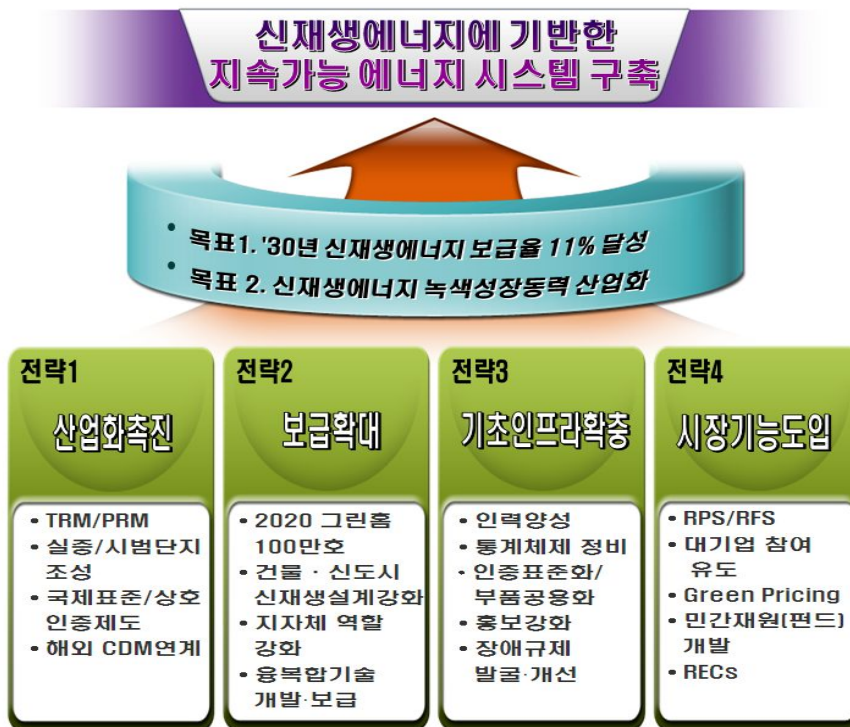 신재생에너지에 기반한
지속가능 에너지 시스템 구축
• 목표1. '30년 신재생에너지 보급율 11% 달성
• 목표 2. 신재생에너지 녹색성장동력 산업화
전략1
산업화촉진
• TRM/PRM
• 실증/시범단지
조성
• 국제표준/상호
인증제도
• 해외 CDM연계
전략2
보급확대
• 2020 그린홈
100만호
• 건물 · 신도시
신재생설계강화
• 지자체 역할
강화
• 융복합기술
개발·보급
전략3
기초인프라확충
• 인력양성
• 통계체제 정비
• 인증표준화/
부품공용화
• 홍보강화
• 장애규제
발굴·개선
전략4
시장기능도입
• RPS/RFS
• 대기업 참여
유도
• Green Pricing
• 민간재원(펀드)
개발
• RECs